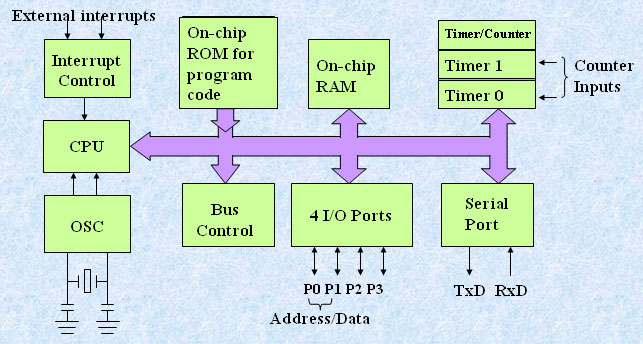 External interrupts
Interrupt
Control
On-chip
ROM for
program
code
On-chip
RAM
Timer/Counter
Timer 1
Timer 0
Counter
Inputs
CPU
OSC
Bus
Control
4 I/O Ports
Serial
Port
P0 P1 P2 P3
Address/Data
TxD RxD